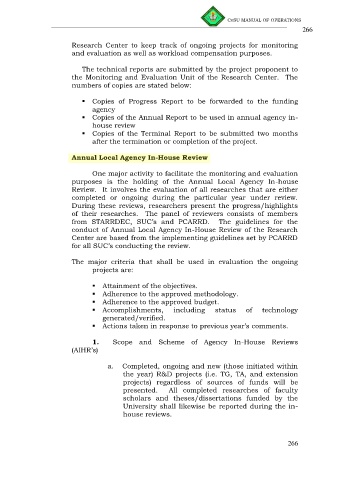 CvSU MANUAL OF OPERATIONS
266
Research Center to keep track of ongoing projects for monitoring
and evaluation as well as workload compensation purposes.
The technical reports are submitted by the project proponent to
the Monitoring and Evaluation Unit of the Research Center. The
numbers of copies are stated below:
▪ Copies of Progress Report to be forwarded to the funding
agency
▪ Copies of the Annual Report to be used in annual agency in-
house review
▪ Copies of the Terminal Report to be submitted two months
after the termination or completion of the project.
Annual Local Agency In-House Review
One major activity to facilitate the monitoring and evaluation
purposes is the holding of the Annual Local Agency In-house
Review. It involves the evaluation of all researches that are either
completed or ongoing during the particular year under review.
During these reviews, researchers present the progress/highlights
of their researches. The panel of reviewers consists of members
from STARRDEC, SUC's and PCARRD. The guidelines for the
conduct of Annual Local Agency In-House Review of the Research
Center are based from the implementing guidelines set by PCARRD
for all SUC's conducting the review.
The major criteria that shall be used in evaluation the ongoing
projects are:
▪ Attainment of the objectives.
▪ Adherence to the approved methodology.
▪ Adherence to the approved budget.
▪ Accomplishments, including status of technology
generated/verified.
▪ Actions taken in response to previous year's comments.
1. Scope and Scheme of Agency In-House Reviews
(AIHR's)
a. Completed, ongoing and new (those initiated within
the year) R&D projects (i.e. TG, TA, and extension
projects) regardless of sources of funds will be
presented. All completed researches of faculty
scholars and theses/dissertations funded by the
University shall likewise be reported during the in-
house reviews.
266